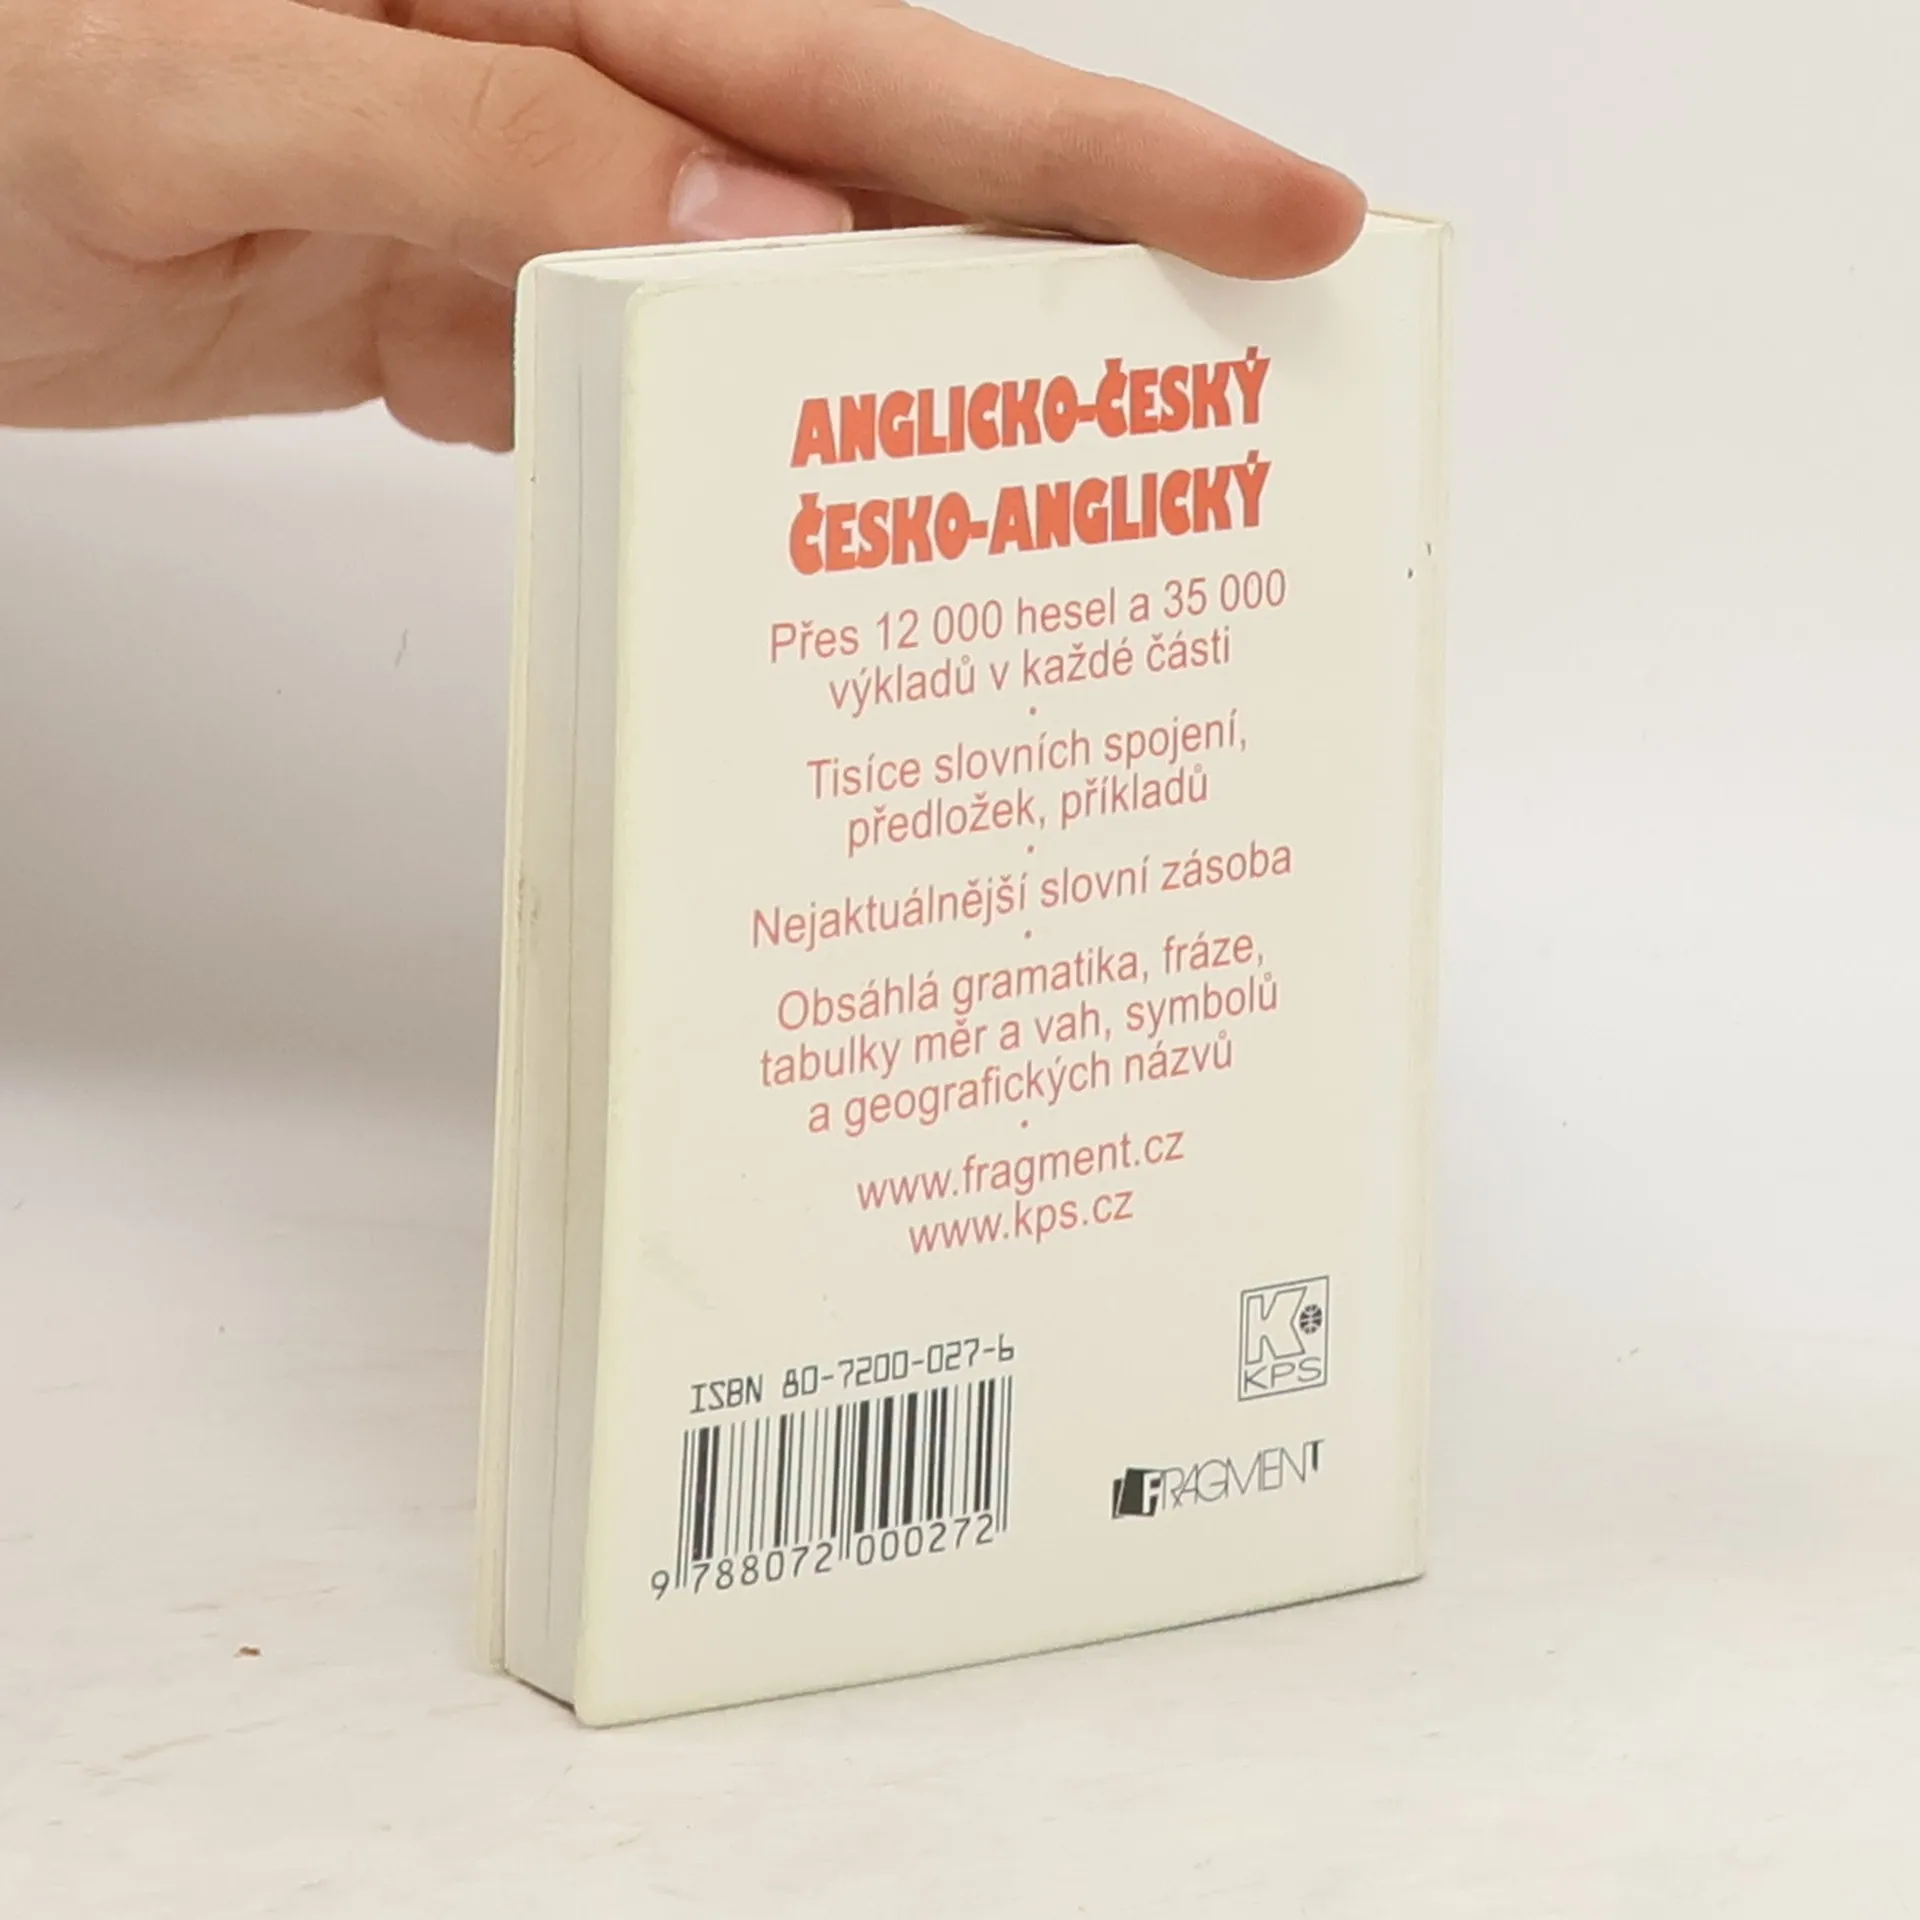 ANGLICKO-ČESKÝ
ČESKO-ANGLICKÝ
Přes 12 000 hesel a 35 000
výkladů v každé části
•
Tisíce slovních spojení,
předložek, příkladů
•
Nejaktuálnější slovní zásoba
•
Obsáhlá gramatika, fráze,
tabulky měr a vah, symbolů
a geografických názvů
•
www.fragment.cz
www.kps.cz
K
KPS
ISBN 80-7200-027-6
FRAGMENT
9 788072 000272